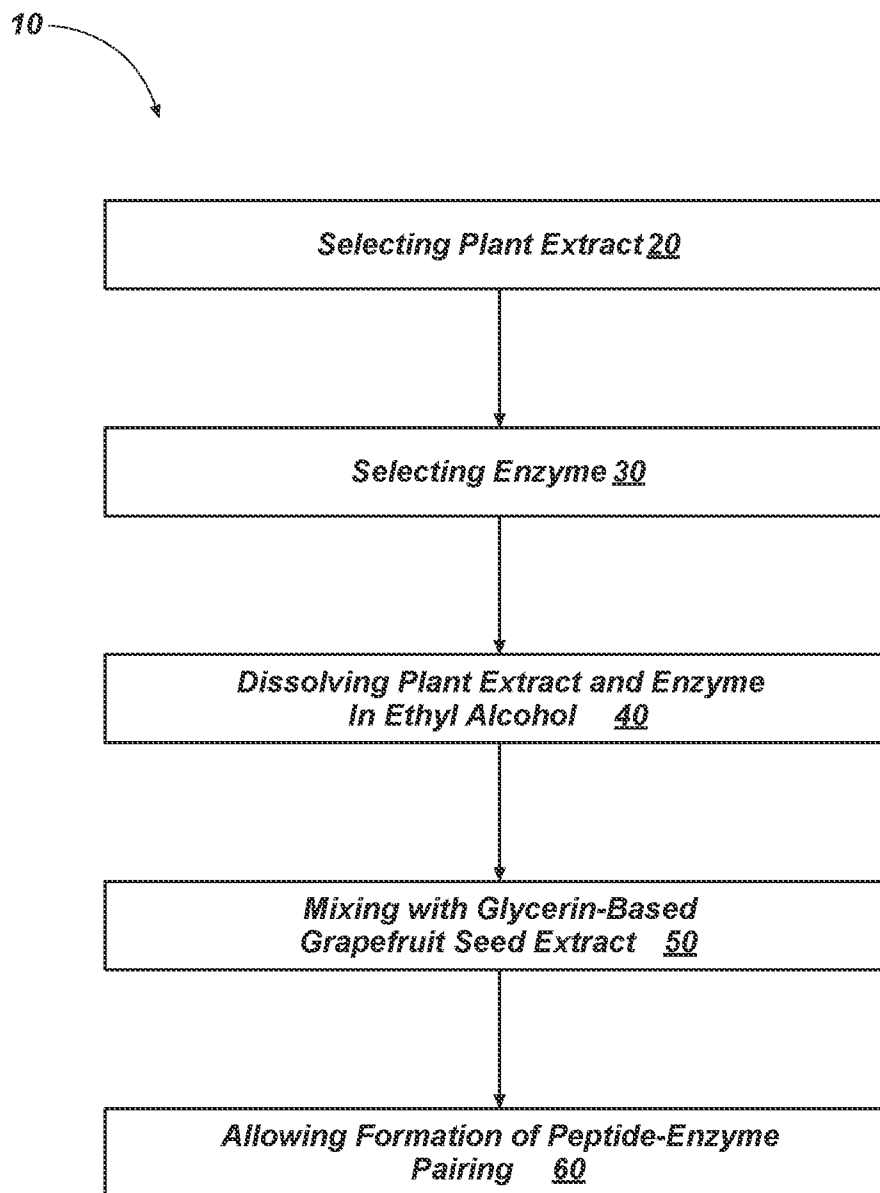 10
Selecting Plant Extract 20
Selecting Enzyme 30
Dissolving Plant Extract and Enzyme
In Ethyl Alcohol 40
Mixing with Glycerin-Based
Grapefruit Seed Extract 50
Allowing Formation of Peptide-Enzyme
Pairing 60